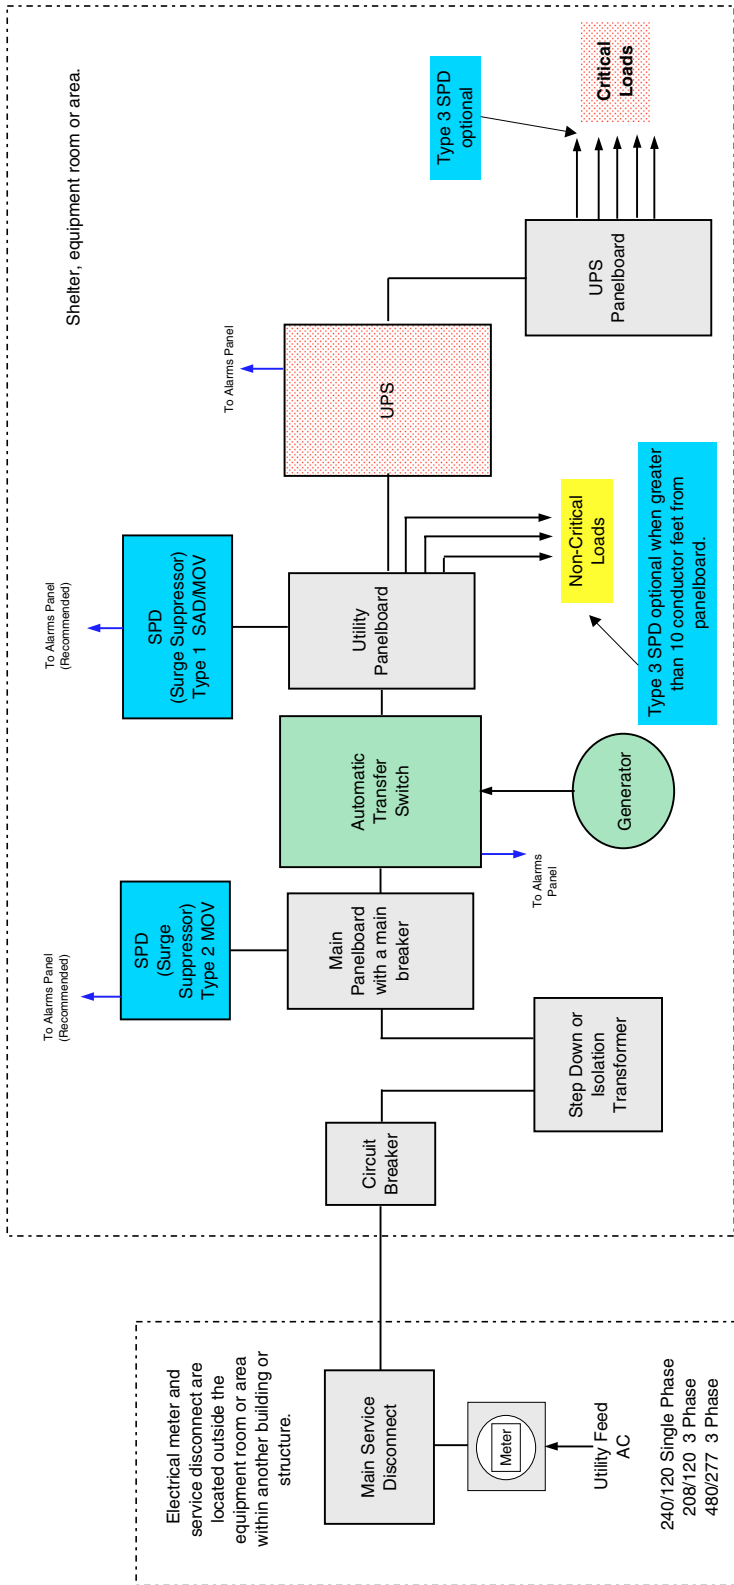 Electrical meter and
service disconnect are
located outside the
equipment room or area
within another building or
structure.
Main Service
Disconnect
Meter
Utility Feed
AC
240/120 Single Phase
208/120 3 Phase
480/277 3 Phase
Shelter, equipment room or area.
Circuit
Breaker
Step Down or
Isolation
Transformer
To Alarms Panel
(Recommended)
SPD
(Surge
Suppressor)
Type 2 MOV
Main
Panelboard
with a main
breaker
Automatic
Transfer
Switch
To Alarms
Panel
Generator
To Alarms Panel
(Recommended)
SPD
(Surge Suppressor)
Type 1 SAD/MOV
Utility
Panelboard
Non-Critical
Loads
Type 3 SPD optional when greater
than 10 conductor feet from
panelboard.
To Alarms Panel
UPS
UPS
Panelboard
Type 3 SPD
optional
Critical
Loads